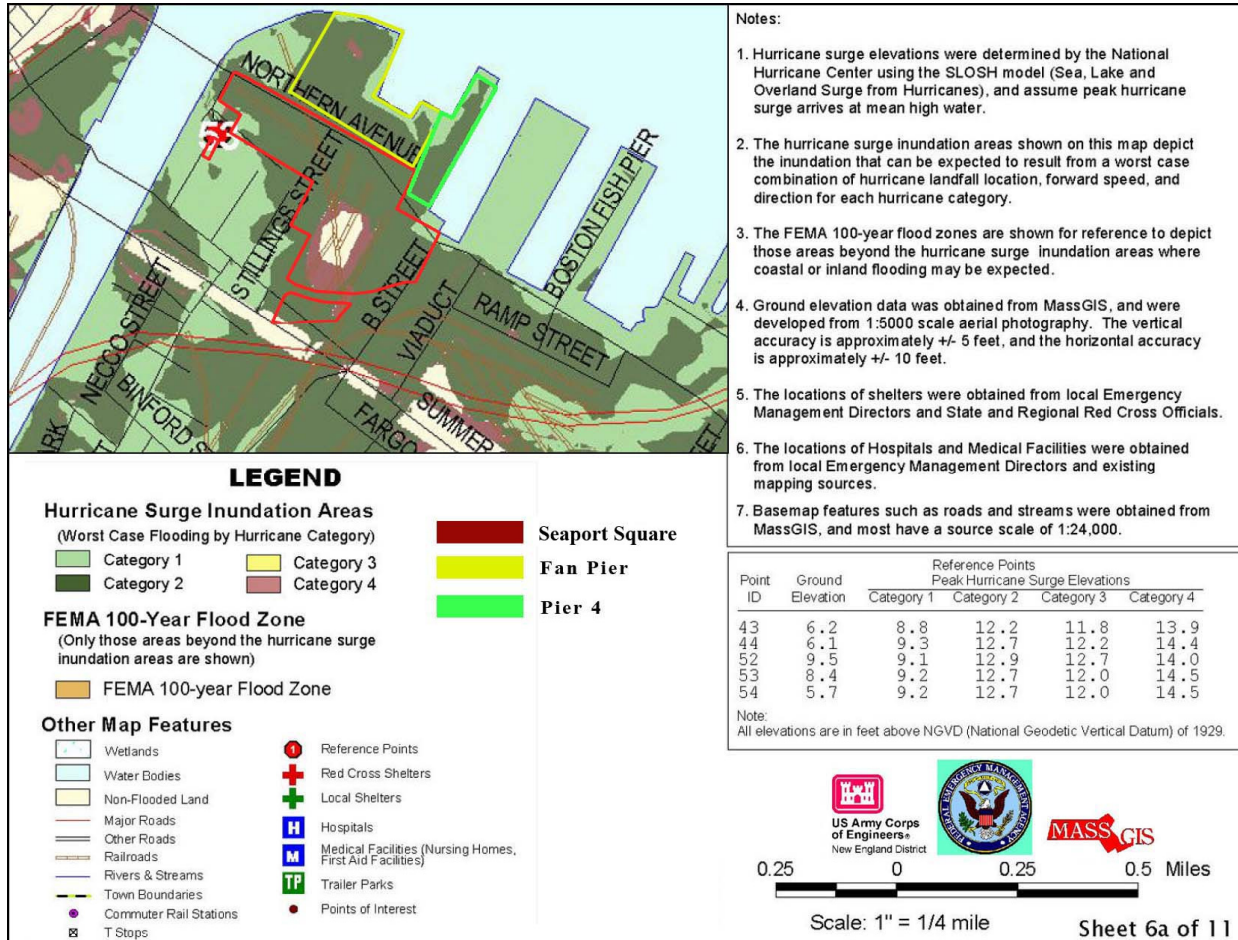 NORTHERN AVENUE
53
STILLINGS STREET
NECCO STREET
BINFORD S
B STREET
VIADUCT
RAMP STREET
BOSTON FISH PIER
SUMMER
FARGO
EET
ARK
T
LEGEND
Hurricane Surge Inundation Areas
(Worst Case Flooding by Hurricane Category)
Category 1
Category 3
Category 2
Category 4
FEMA 100-Year Flood Zone
(Only those areas beyond the hurricane surge
inundation areas are shown)
FEMA 100-year Flood Zone
Other Map Features
Wetlands
Water Bodies
Non-Flooded Land
Major Roads
Other Roads
Railroads
Rivers & Streams
Town Boundaries
Commuter Rail Stations
T Stops
1 Reference Points
Red Cross Shelters
Local Shelters
H Hospitals
M Medical Facilities (Nursing Homes,
First Aid Facilities)
TP Trailer Parks
Points of Interest
Seaport Square
Fan Pier
Pier 4
Notes:
1. Hurricane surge elevations were determined by the National
Hurricane Center using the SLOSH model (Sea, Lake and
Overland Surge from Hurricanes), and assume peak hurricane
surge arrives at mean high water.
2. The hurricane surge inundation areas shown on this map depict
the inundation that can be expected to result from a worst case
combination of hurricane landfall location, forward speed, and
direction for each hurricane category.
3. The FEMA 100-year flood zones are shown for reference to depict
those areas beyond the hurricane surge inundation areas where
coastal or inland flooding may be expected.
4. Ground elevation data was obtained from MassGIS, and were
developed from 1:5000 scale aerial photography. The vertical
accuracy is approximately +/- 5 feet, and the horizontal accuracy
is approximately +/- 10 feet.
5. The locations of shelters were obtained from local Emergency
Management Directors and State and Regional Red Cross Officials.
6. The locations of Hospitals and Medical Facilities were obtained
from local Emergency Management Directors and existing
mapping sources.
7. Basemap features such as roads and streams were obtained from
MassGIS, and most have a source scale of 1:24,000.
Reference Points
Point Ground Peak Hurricane Surge Elevations
ID Elevation Category 1 Category 2 Category 3 Category 4
43 6.2 8.8 12.2 11.8 13.9
44 6.1 9.3 12.7 12.2 14.4
52 9.5 9.1 12.9 12.7 14.0
53 8.4 9.2 12.7 12.0 14.5
54 5.7 9.2 12.7 12.0 14.5
Note:
All elevations are in feet above NGVD (National Geodetic Vertical Datum) of 1929.
US Army Corps
of Engineers®
New England District
FEDERAL EMERGENCY MANAGEMENT AGENCY
MASS GIS
0.25 0 0.25 0.5 Miles
Scale: 1" = 1/4 mile
Sheet 6a of 11